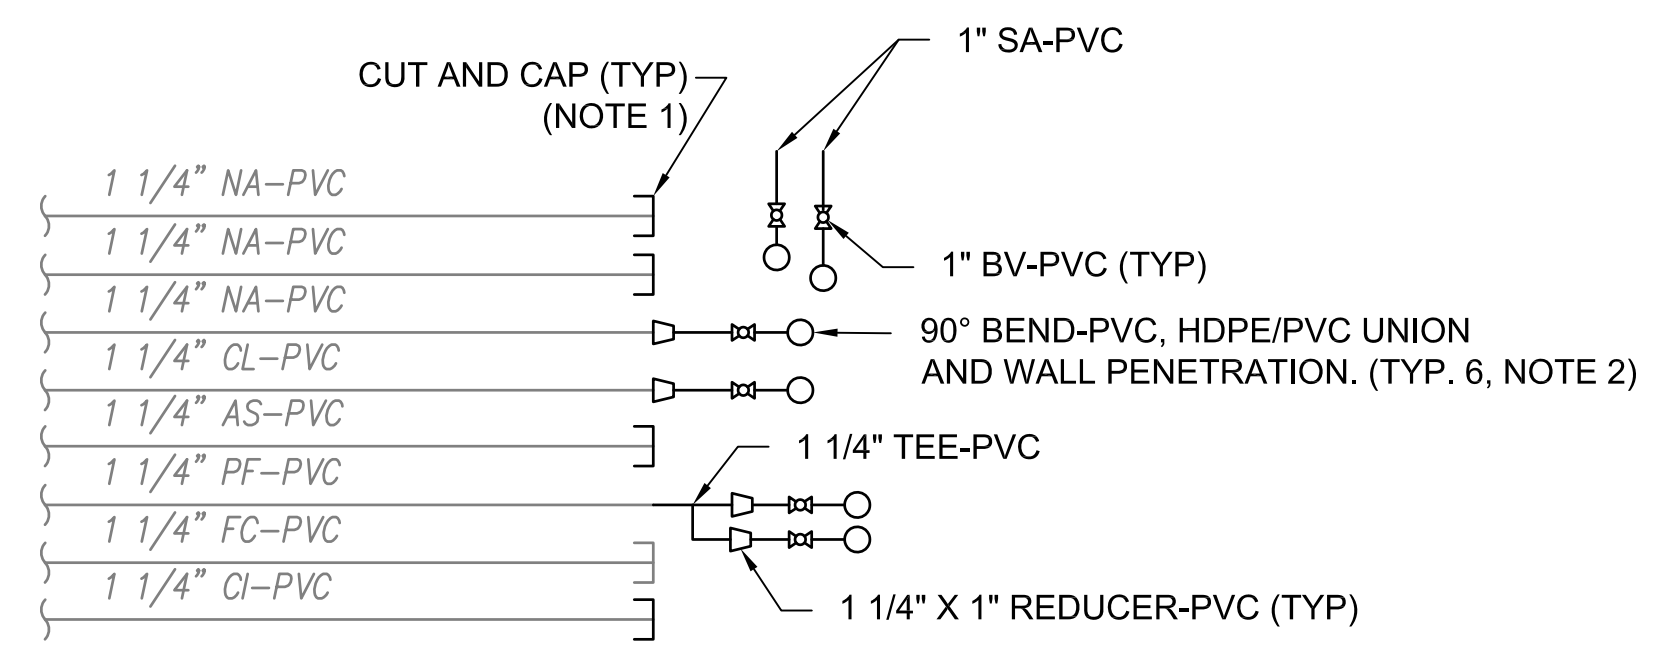 1" SA-PVC
CUT AND CAP (TYP)
(NOTE 1)
1 1/4" NA-PVC
1 1/4" NA-PVC
1" BV-PVC (TYP)
1 1/4" NA-PVC
90° BEND-PVC, HDPE/PVC UNION
AND WALL PENETRATION. (TYP. 6, NOTE 2)
1 1/4" CL-PVC
1 1/4" AS-PVC
1 1/4" TEE-PVC
1 1/4" PF-PVC
1 1/4" FC-PVC
1 1/4" CI-PVC
1 1/4" X 1" REDUCER-PVC (TYP)